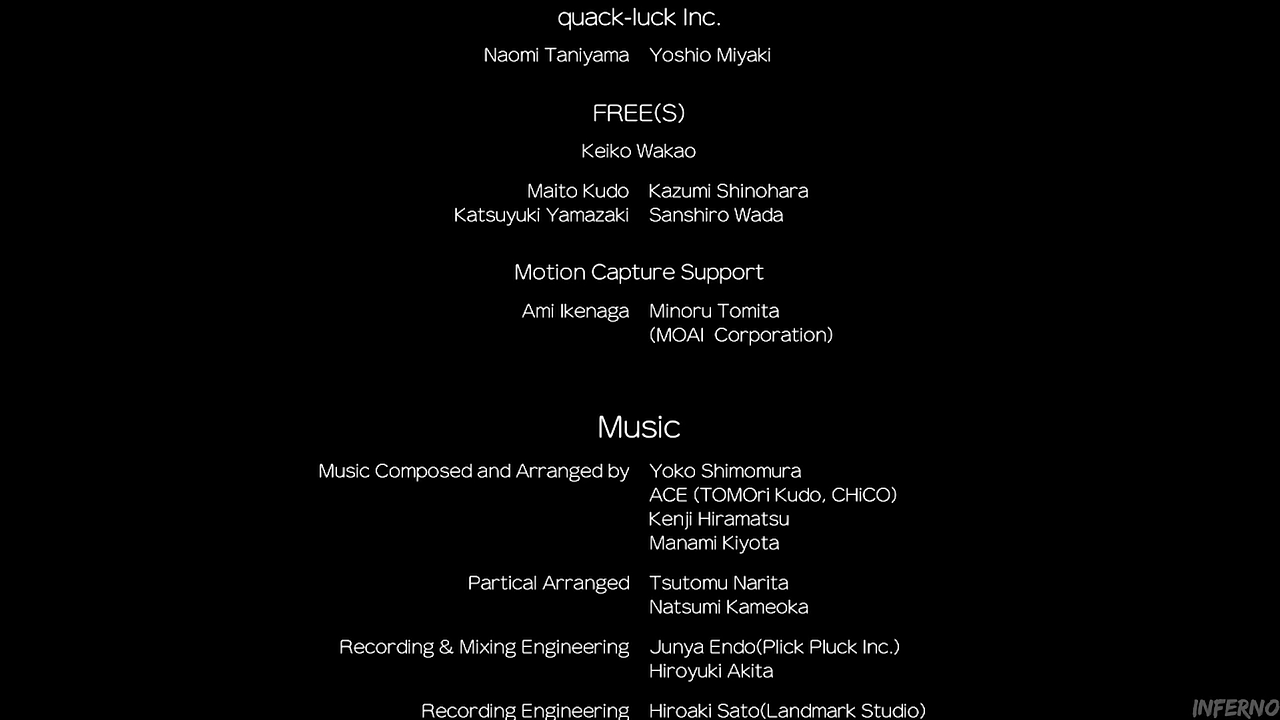 quack-luck Inc.
Naomi Taniyama Yoshio Miyaki
FREE(S)
Keiko Wakao
Maito Kudo Kazumi Shinohara
Katsuyuki Yamazaki Sanshiro Wada
Motion Capture Support
Ami Ikenaga Minoru Tomita
(MOAI Corporation)
Music
Music Composed and Arranged by Yoko Shimomura
ACE (TOMOri Kudo, CHiCO)
Kenji Hiramatsu
Manami Kiyota
Partical Arranged Tsutomu Narita
Natsumi Kameoka
Recording & Mixing Engineering Junya Endo(Plick Pluck Inc.)
Hiroyuki Akita
Recording Engineering Hiroaki Sato(Landmark Studio)
INFERNO